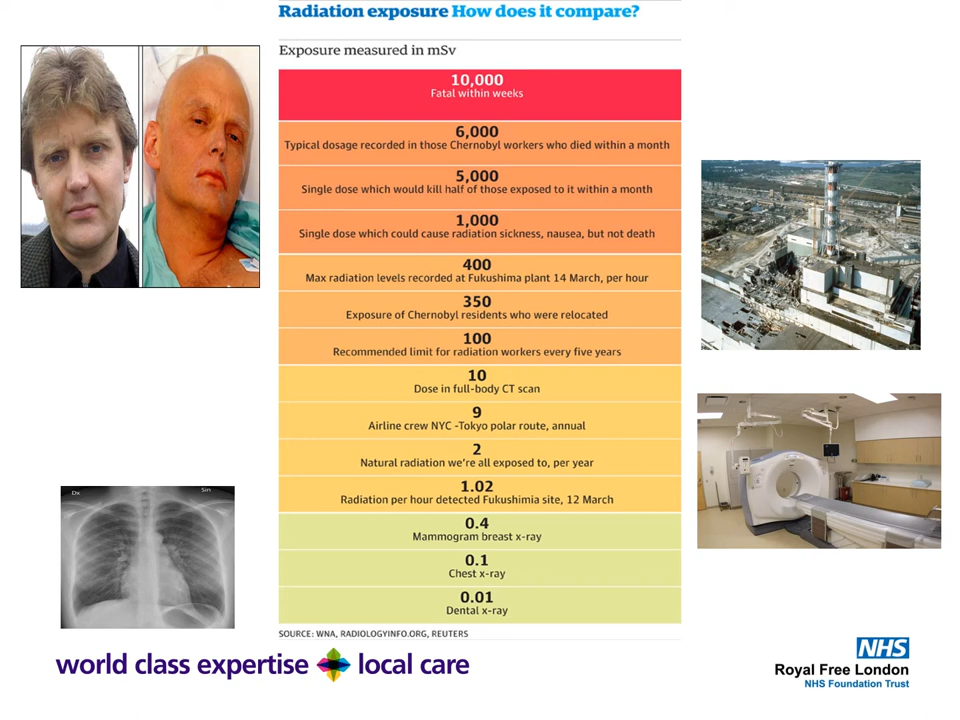 Radiation exposure How does it compare?
Exposure measured in mSv
10,000
Fatal within weeks
6,000
Typical dosage recorded in those Chernobyl workers who died within a month
5,000
Single dose which would kill half of those exposed to it within a month
1,000
Single dose which could cause radiation sickness, nausea, but not death
400
Max radiation levels recorded at Fukushima plant 14 March, per hour
350
Exposure of Chernobyl residents who were relocated
100
Recommended limit for radiation workers every five years
10
Dose in full-body CT scan
9
Airline crew NYC -Tokyo polar route, annual
2
Natural radiation we're all exposed to, per year
1.02
Radiation per hour detected Fukushimia site, 12 March
0.4
Mammogram breast x-ray
0.1
Chest x-ray
0.01
Dental x-ray
SOURCE: WNA, RADIOLOGYINFO.ORG, REUTERS
Dx
Sin
world class expertise local care
NHS
Royal Free London
NHS Foundation Trust